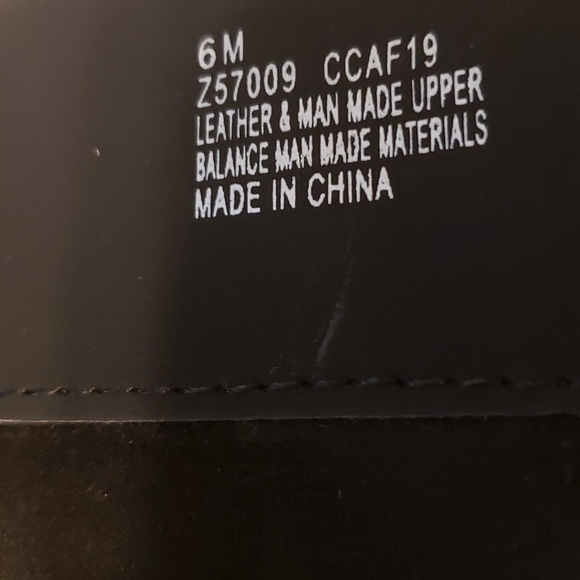 6M
Z57009 CCAF19
LEATHER & MAN MADE UPPER
BALANCE MAN MADE MATERIALS
MADE IN CHINA